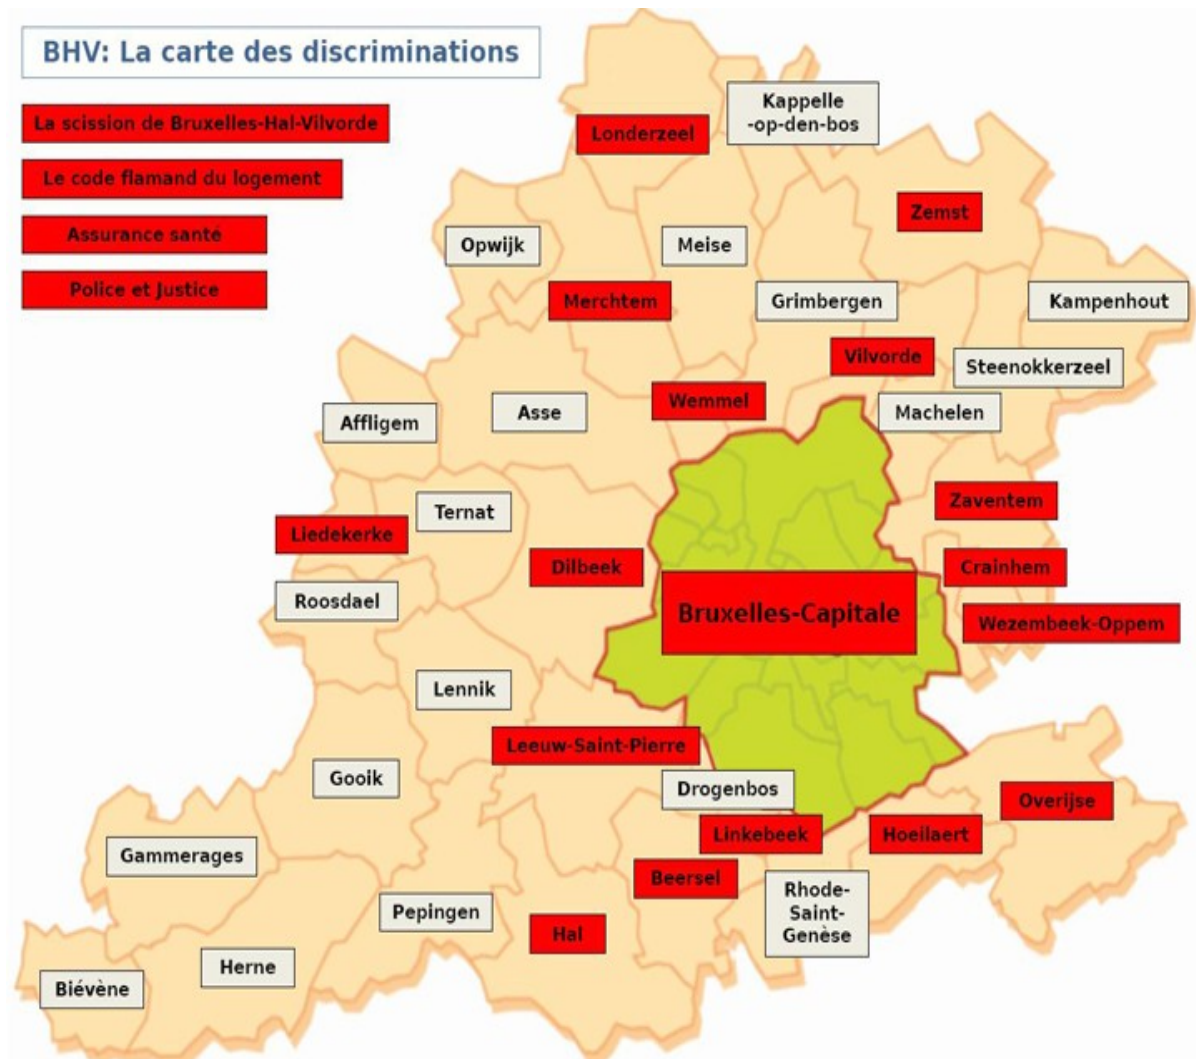 BHV: La carte des discriminations
La scission de Bruxelles-Hal-Vilvorde
Le code flamand du logement
Assurance santé
Police et Justice
Kappelle
-op-den-bos
Londerzeel
Zemst
Opwijk
Meise
Merchtem
Grimbergen
Kampenhout
Vilvorde
Steenokkerzeel
Wemmel
Machelen
Affligem
Asse
Zaventem
Ternat
Liedekerke
Dilbeek
Crainhem
Roosdael
Bruxelles-Capitale
Wezembeek-Oppem
Lennik
Leeuw-Saint-Pierre
Gooik
Drogenbos
Overijse
Linkebeek
Hoeilaert
Gammerages
Beersel
Rhode-
Saint-
Genèse
Pepingen
Hal
Herne
Biévène